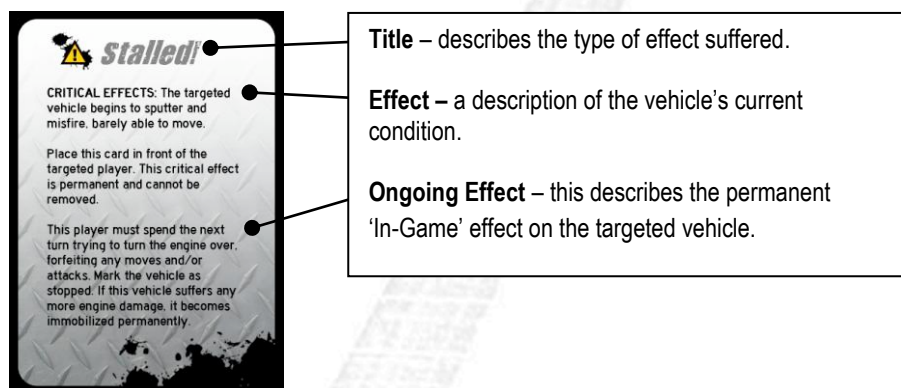 Stalled!
CRITICAL EFFECTS: The targeted
vehicle begins to sputter and
misfire, barely able to move.
Place this card in front of the
targeted player. This critical effect
is permanent and cannot be
removed.
This player must spend the next
turn trying to turn the engine over,
forfeiting any moves and/or
attacks. Mark the vehicle as
stopped. If this vehicle suffers any
more engine damage, it becomes
immobilized permanently.
Title – describes the type of effect suffered.
Effect – a description of the vehicle's current
condition.
Ongoing Effect – this describes the permanent
'In-Game' effect on the targeted vehicle.